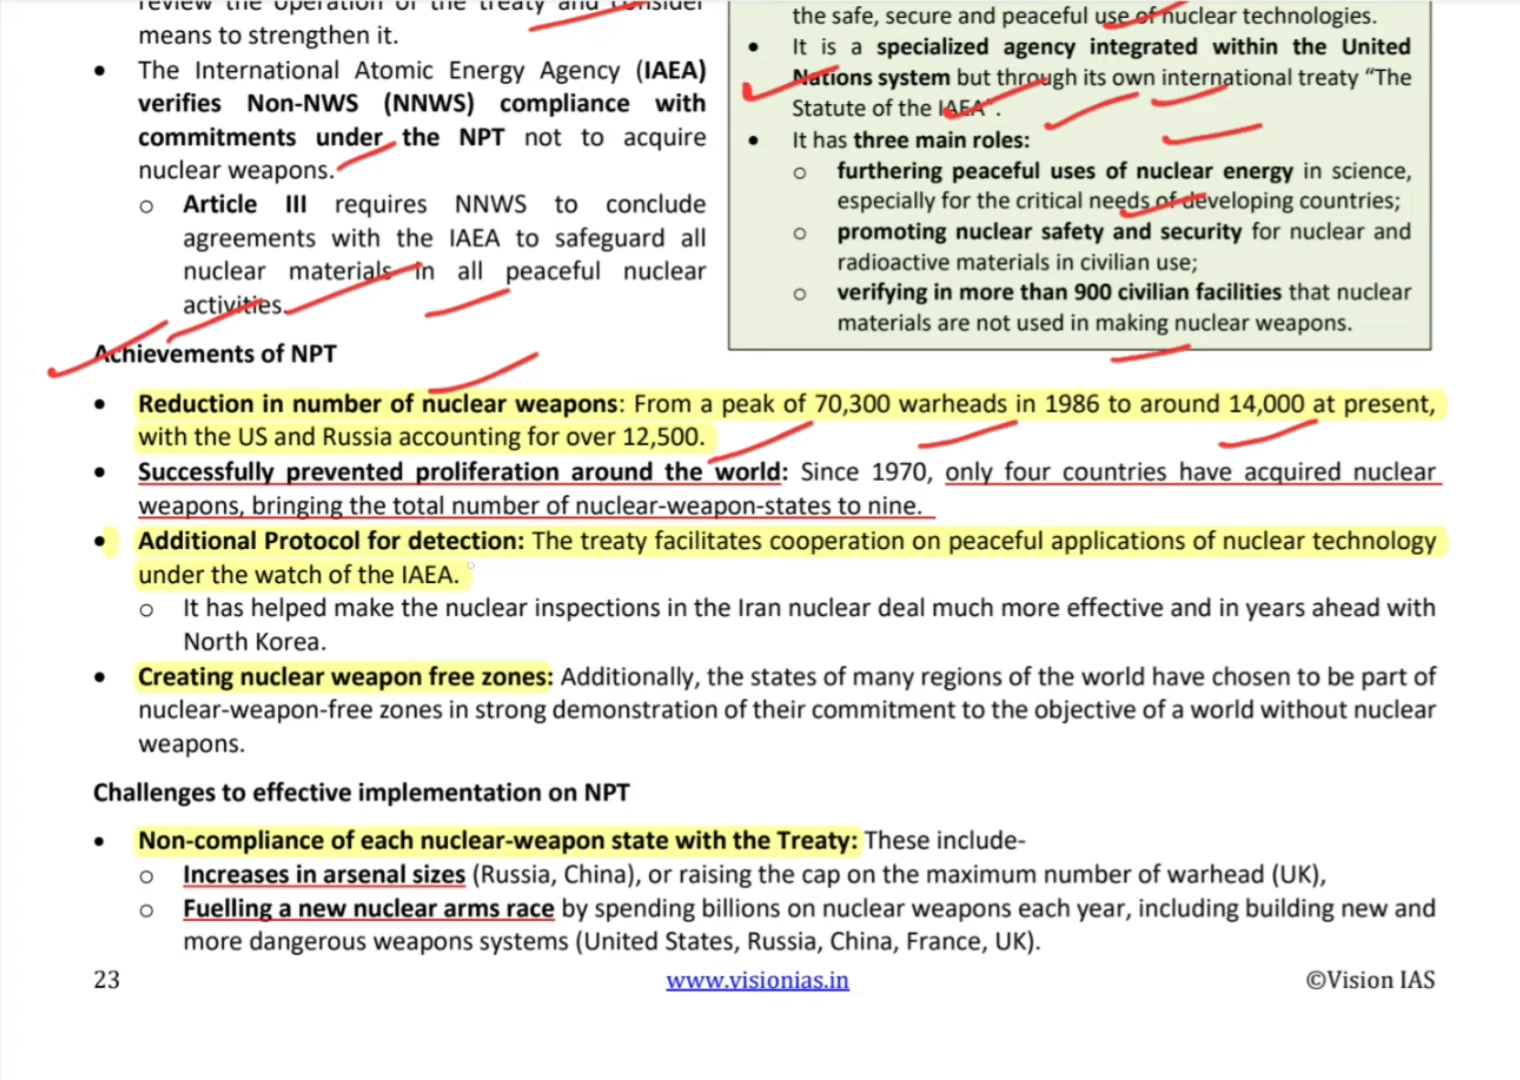 review the operation of the treaty and consider
means to strengthen it.
• The International Atomic Energy Agency (IAEA)
verifies Non-NWS (NNWS) compliance with
commitments under the NPT not to acquire
nuclear weapons.
o Article III requires NNWS to conclude
agreements with the IAEA to safeguard all
nuclear materials in all peaceful nuclear
activities.
the safe, secure and peaceful use of nuclear technologies.
• It is a specialized agency integrated within the United
Nations system but through its own international treaty “The
Statute of the IAEA”.
• It has three main roles:
o furthering peaceful uses of nuclear energy in science,
especially for the critical needs of developing countries;
o promoting nuclear safety and security for nuclear and
radioactive materials in civilian use;
o verifying in more than 900 civilian facilities that nuclear
materials are not used in making nuclear weapons.
Achievements of NPT
• Reduction in number of nuclear weapons: From a peak of 70,300 warheads in 1986 to around 14,000 at present,
with the US and Russia accounting for over 12,500.
• Successfully prevented proliferation around the world: Since 1970, only four countries have acquired nuclear
weapons, bringing the total number of nuclear-weapon-states to nine.
• Additional Protocol for detection: The treaty facilitates cooperation on peaceful applications of nuclear technology
under the watch of the IAEA.
o It has helped make the nuclear inspections in the Iran nuclear deal much more effective and in years ahead with
North Korea.
• Creating nuclear weapon free zones: Additionally, the states of many regions of the world have chosen to be part of
nuclear-weapon-free zones in strong demonstration of their commitment to the objective of a world without nuclear
weapons.
Challenges to effective implementation on NPT
• Non-compliance of each nuclear-weapon state with the Treaty: These include-
o Increases in arsenal sizes (Russia, China), or raising the cap on the maximum number of warhead (UK),
o Fuelling a new nuclear arms race by spending billions on nuclear weapons each year, including building new and
more dangerous weapons systems (United States, Russia, China, France, UK).
23 www.visionias.in ©Vision IAS